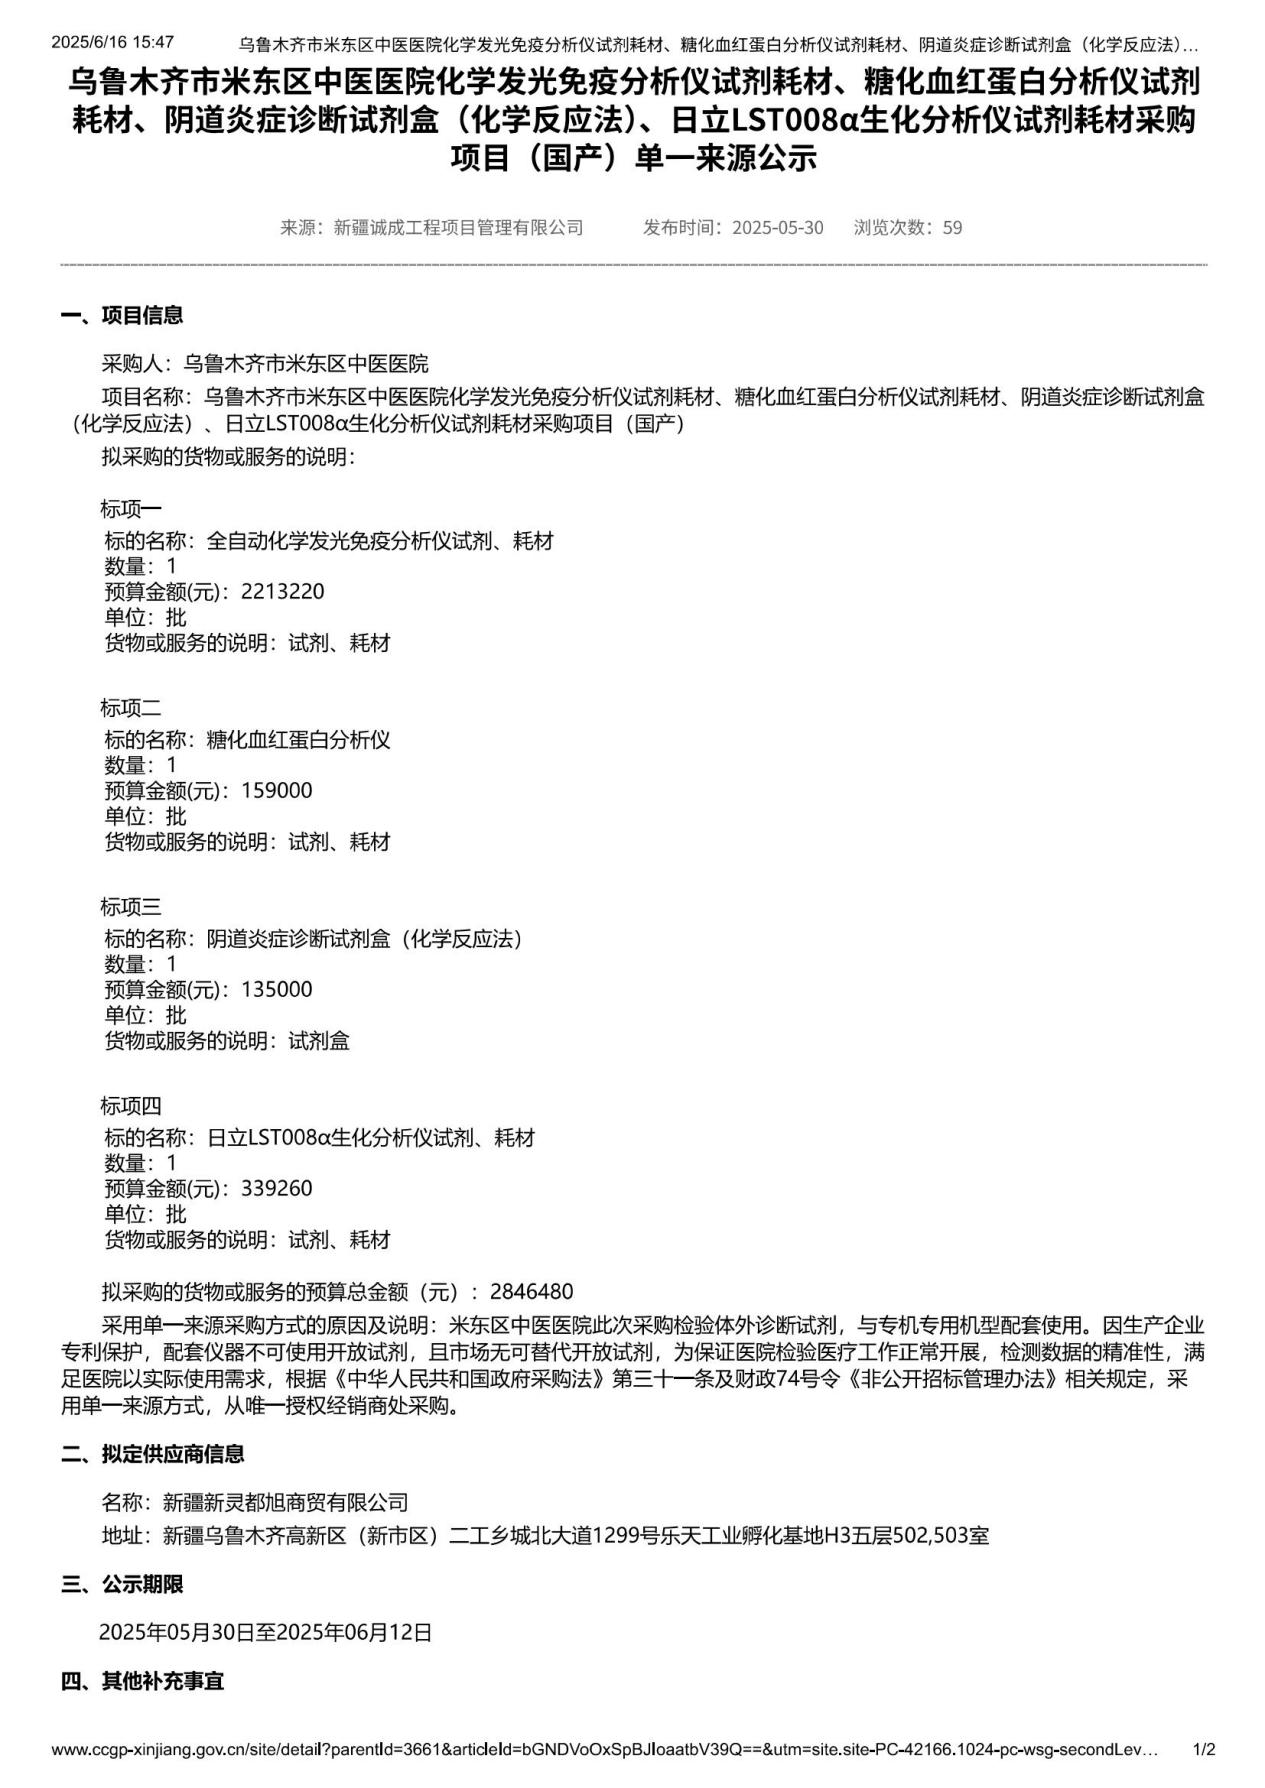 2025/6/16 15:47
乌鲁木齐市米东区中医医院化学发光免疫分析仪试剂耗材、糖化血红蛋白分析仪试剂耗材、阴道炎症诊断试剂盒（化学反应法）…
乌鲁木齐市米东区中医医院化学发光免疫分析仪试剂耗材、糖化血红蛋白分析仪试剂
耗材、阴道炎症诊断试剂盒（化学反应法）、日立LST008α生化分析仪试剂耗材采购
项目（国产）单一来源公示
来源：新疆诚成工程项目管理有限公司 发布时间：2025-05-30 浏览次数：59
一、项目信息
采购人：乌鲁木齐市米东区中医医院
项目名称：乌鲁木齐市米东区中医医院化学发光免疫分析仪试剂耗材、糖化血红蛋白分析仪试剂耗材、阴道炎症诊断试剂盒
（化学反应法）、日立LST008α生化分析仪试剂耗材采购项目（国产）
拟采购的货物或服务的说明：
标项一
标的名称：全自动化学发光免疫分析仪试剂、耗材
数量：1
预算金额(元)：2213220
单位：批
货物或服务的说明：试剂、耗材
标项二
标的名称：糖化血红蛋白分析仪
数量：1
预算金额(元)：159000
单位：批
货物或服务的说明：试剂、耗材
标项三
标的名称：阴道炎症诊断试剂盒（化学反应法）
数量：1
预算金额(元)：135000
单位：批
货物或服务的说明：试剂盒
标项四
标的名称：日立LST008α生化分析仪试剂、耗材
数量：1
预算金额(元)：339260
单位：批
货物或服务的说明：试剂、耗材
拟采购的货物或服务的预算总金额（元）：2846480
采用单一来源采购方式的原因及说明：米东区中医医院此次采购检验体外诊断试剂，与专机专用机型配套使用。因生产企业
专利保护，配套仪器不可使用开放试剂，且市场无可替代开放试剂，为保证医院检验医疗工作正常开展，检测数据的精准性，满
足医院以实际使用需求，根据《中华人民共和国政府采购法》第三十一条及财政74号令《非公开招标管理办法》相关规定，采
用单一来源方式，从唯一授权经销商处采购。
二、拟定供应商信息
名称：新疆新灵都旭商贸有限公司
地址：新疆乌鲁木齐高新区（新市区）二工乡城北大道1299号乐天工业孵化基地H3五层502,503室
三、公示期限
2025年05月30日至2025年06月12日
四、其他补充事宜
www.ccgp-xinjiang.gov.cn/site/detail?parentId=3661&articleId=bGNDVoOxSpBJIoaatbV39Q==&utm=site.site-PC-42166.1024-pc-wsg-secondLev… 1/2